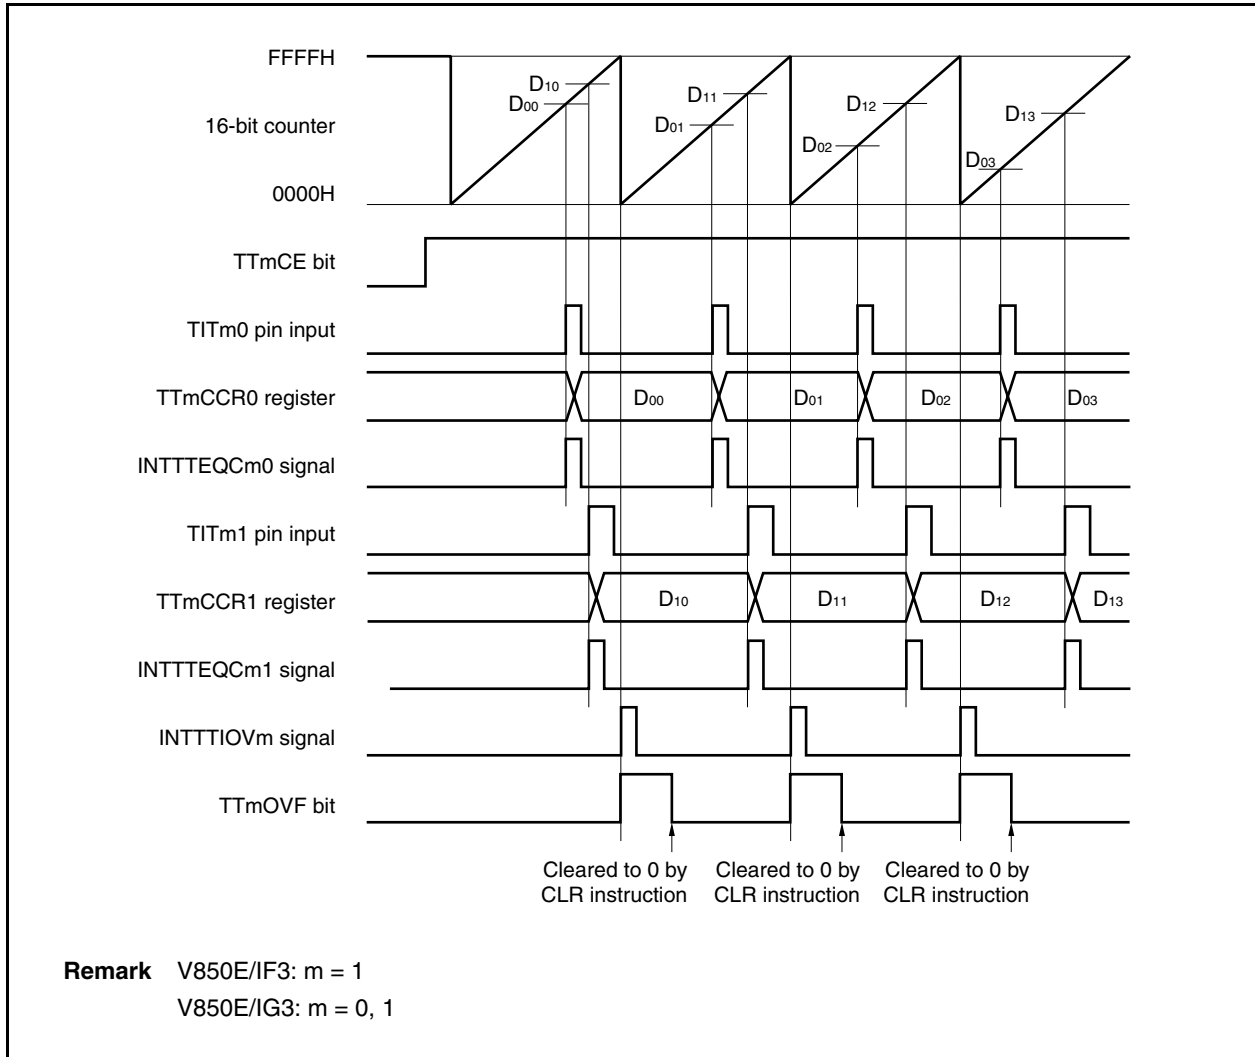 FFFFH
D10
D00
D11
D01
D12
D02
D13
D03
16-bit counter
0000H
TTmCE bit
TITm0 pin input
TTmCCR0 register
D00
D01
D02
D03
INTTTEQCm0 signal
TITm1 pin input
TTmCCR1 register
D10
D11
D12
D13
INTTTEQCm1 signal
INTTTIOVm signal
TTmOVF bit
Cleared to 0 by
CLR instruction
Cleared to 0 by
CLR instruction
Cleared to 0 by
CLR instruction
Remark V850E/IF3: m = 1
V850E/IG3: m = 0, 1